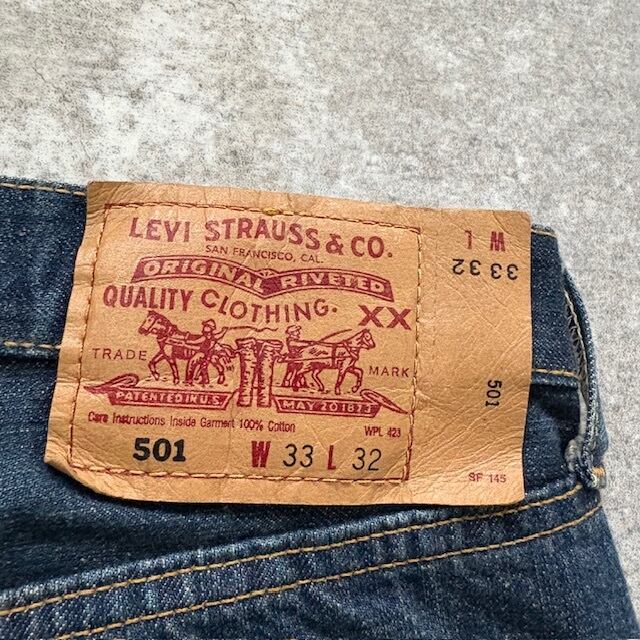 LEVI STRAUSS & CO.
SAN FRANCISCO, CAL.
ORIGINAL RIVETED
QUALITY CLOTHING.
XX
TRADE MARK
PATENTED IN U.S. MAY 20 1873
Care Instructions Inside Garment 100% Cotton
WPL 423
501 W 33 L 32
W L
33 32
501
SF 145